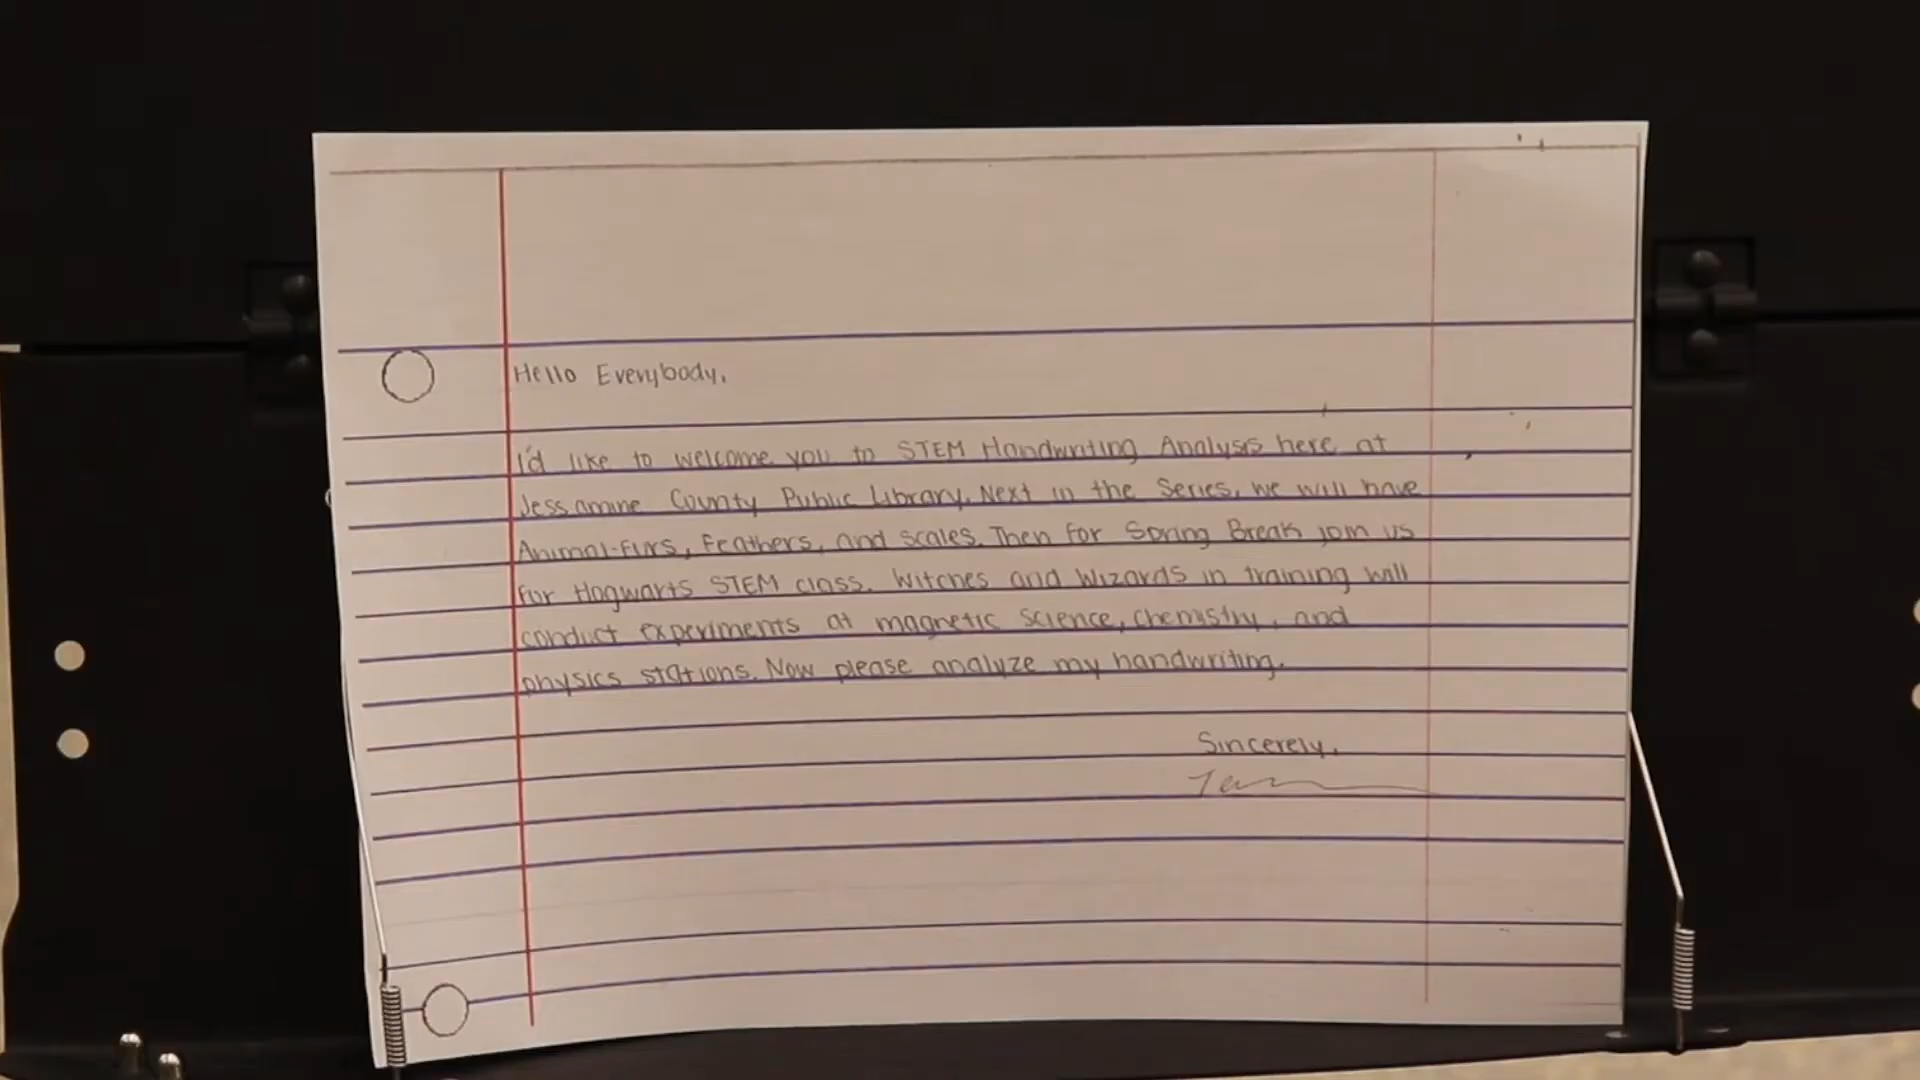 Hello Everybody,
I'd like to welcome you to STEM Handwriting Analysis here at
Jessamine County Public Library. Next in the Series, we will have
Animal-Furs, Feathers, and Scales. Then for Spring Break join us
for Hogwarts STEM class. Witches and Wizards in training will
conduct experiments at magnetic science, chemistry, and
physics stations. Now please analyze my handwriting.
Sincerely,